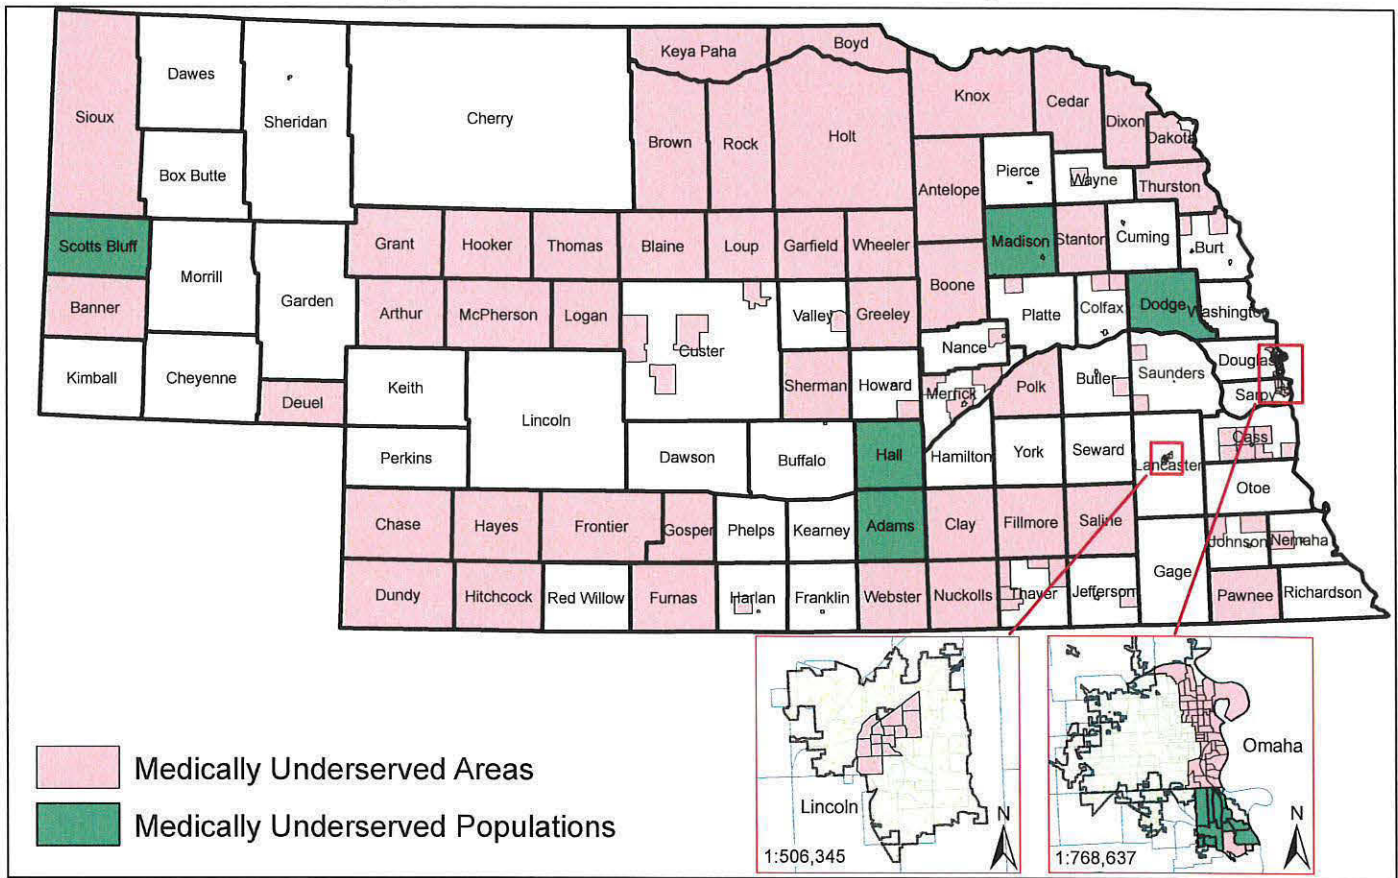 Keya Paha
Boyd
Dawes
Sioux
Sheridan
Cherry
Knox
Cedar
Dixon
Dakota
Brown
Rock
Holt
Box Butte
Pierce
Wayne
Antelope
Thurston
Scotts Bluff
Grant
Hooker
Thomas
Blaine
Loup
Garfield
Wheeler
Madison
Stanton
Cuming
Burt
Morrill
Garden
Boone
Banner
Arthur
McPherson
Logan
Valley
Greeley
Platte
Colfax
Dodge
Washington
Custer
Nance
Kimball
Cheyenne
Keith
Sherman
Howard
Merrick
Polk
Butler
Saunders
Douglas
Sarpy
Deuel
Lincoln
Perkins
Dawson
Buffalo
Hall
Hamilton
York
Seward
Lancaster
Cass
Otoe
Chase
Hayes
Frontier
Gosper
Phelps
Kearney
Adams
Clay
Fillmore
Saline
Johnson
Nemaha
Gage
Dundy
Hitchcock
Red Willow
Furnas
Harlan
Franklin
Webster
Nuckolls
Thayer
Jefferson
Pawnee
Richardson
Medically Underserved Areas
Medically Underserved Populations
Lincoln
N
1:506,345
Omaha
N
1:768,637